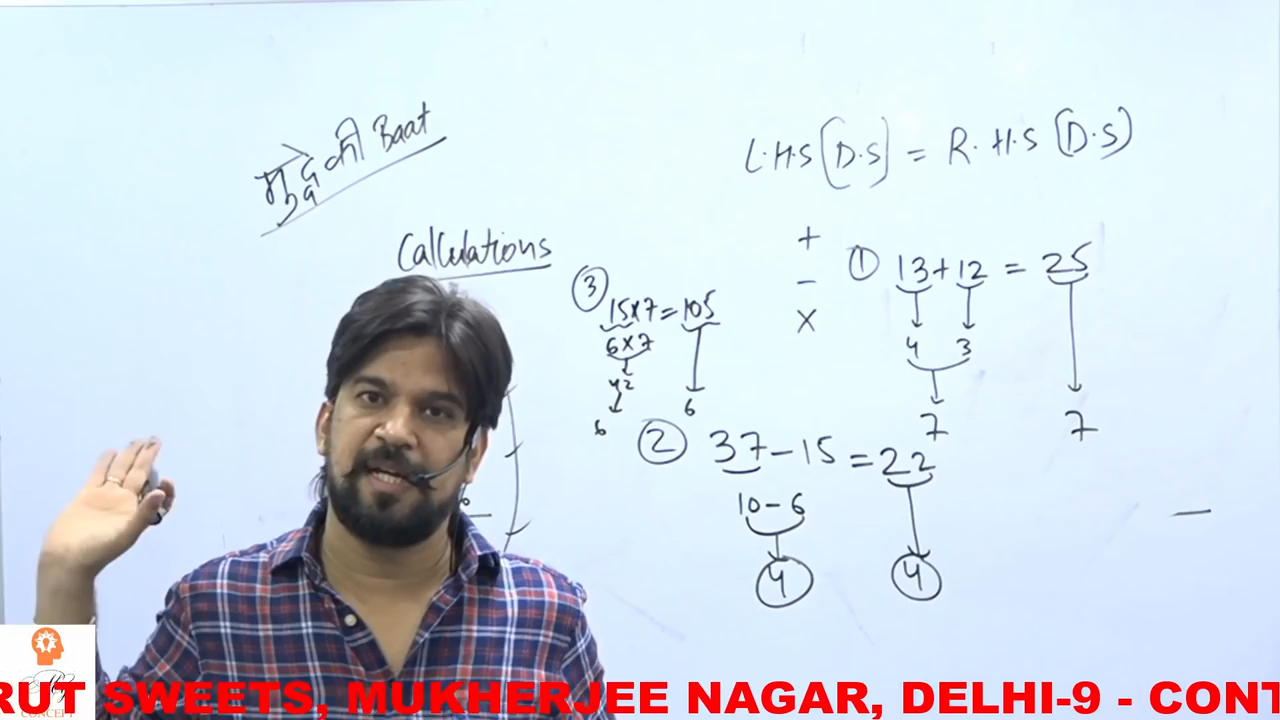 की Baat
L.H.S (D.S) = R.H.S (D.S)
Calculations
+
-
×
① 13+12 = 25
4 3
7 7
③ 15×7=105
6×7
42
6 6
② 37-15 = 22
10-6
4 4
CONCEPT
RUT SWEETS, MUKHERJEE NAGAR, DELHI-9 - CONT